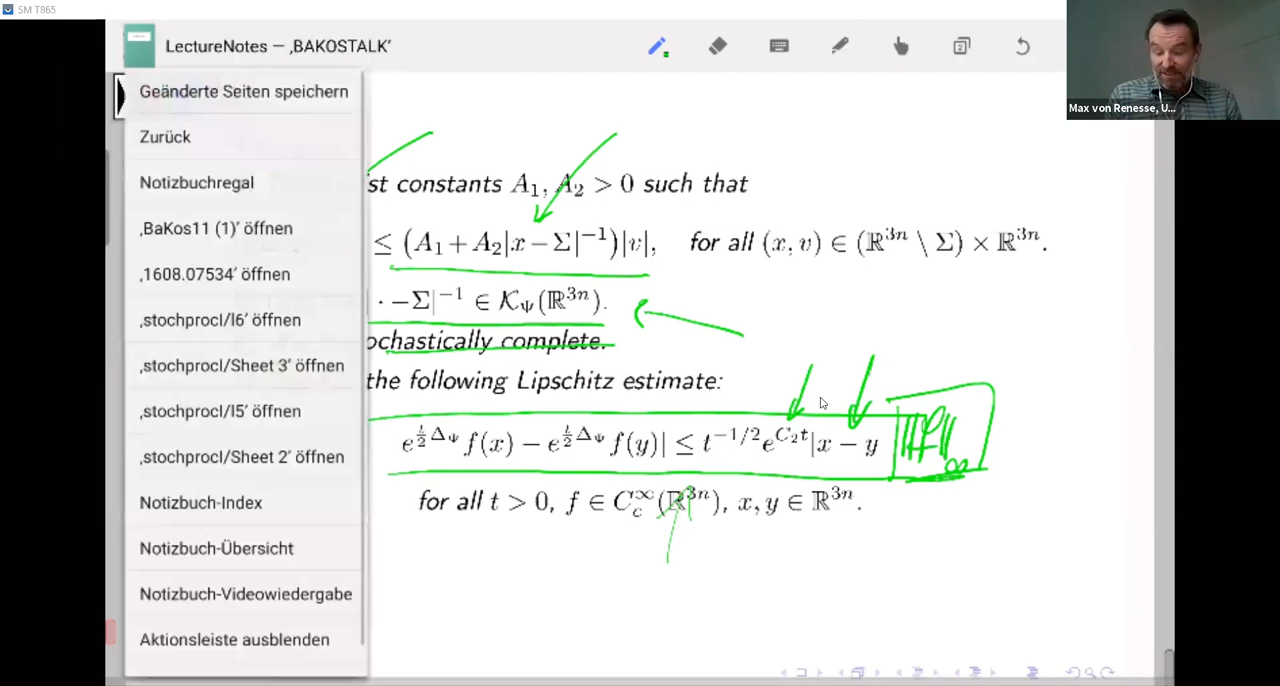 SM T865
LectureNotes — ‚BAKOSTALK’
2
Max von Renesse, U...
Geänderte Seiten speichern
Zurück
Notizbuchregal
‚BaKos11 (1)’ öffnen
‚1608.07534’ öffnen
‚stochprocl/l6’ öffnen
‚stochprocl/Sheet 3’ öffnen
‚stochprocl/l5’ öffnen
‚stochprocl/Sheet 2’ öffnen
Notizbuch-Index
Notizbuch-Übersicht
Notizbuch-Videowiedergabe
Aktionsleiste ausblenden
st constants A₁, A₂ > 0 such that
≤ (A₁ + A₂|x − Σ|⁻¹)|v|, for all (x, v) ∈ (ℝ³ⁿ \ Σ) × ℝ³ⁿ.
· −Σ|⁻¹ ∈ 𝒦_Ψ(ℝ³ⁿ).
ochastically complete.
the following Lipschitz estimate:
e^{t/2 Δ_Ψ} f(x) − e^{t/2 Δ_Ψ} f(y)| ≤ t^{−1/2} e^{C₂t}|x − y ‖f‖_∞
for all t > 0, f ∈ C_c^∞(ℝ³ⁿ), x, y ∈ ℝ³ⁿ.